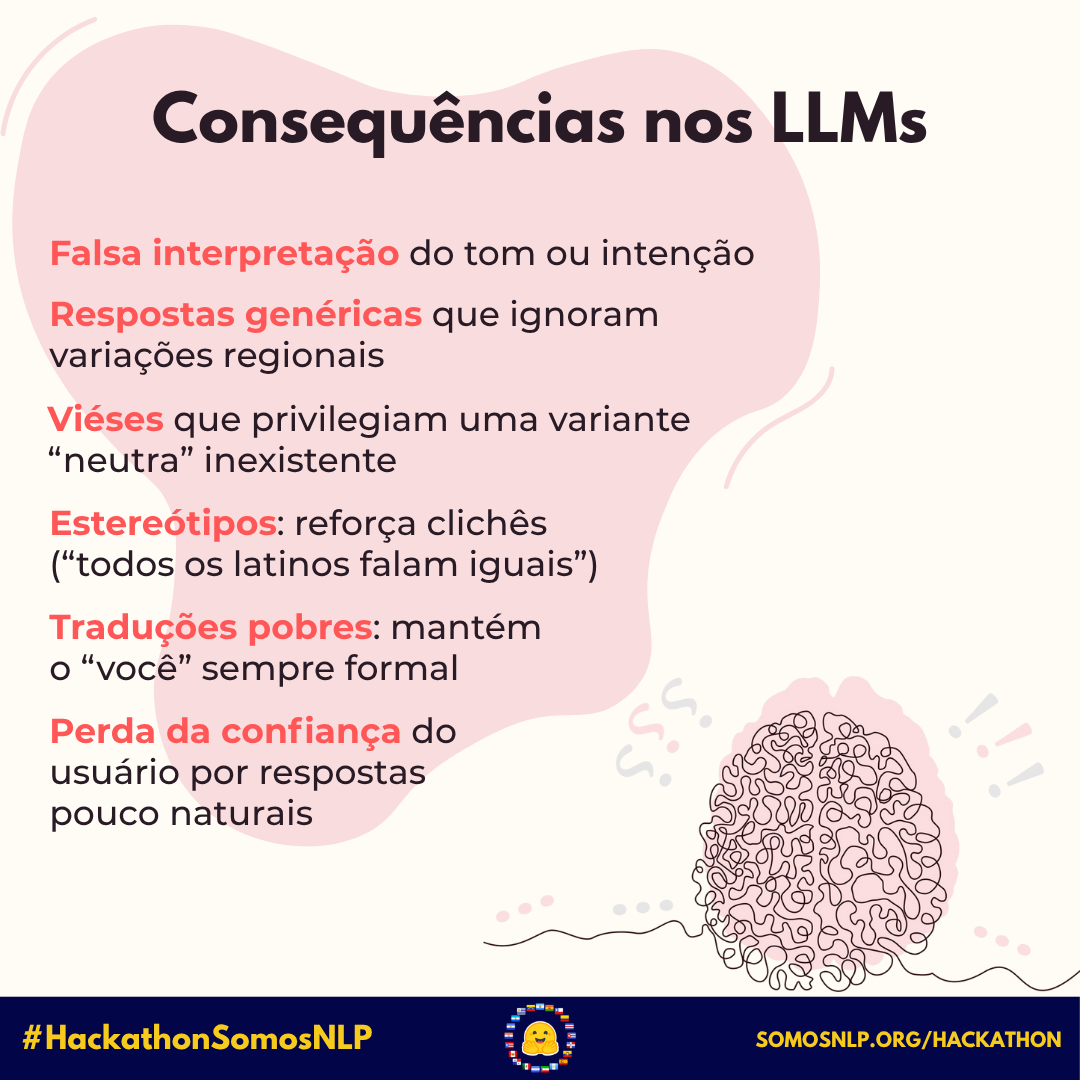 Consequências nos LLMs
Falsa interpretação do tom ou intenção
Respostas genéricas que ignoram
variações regionais
Viéses que privilegiam uma variante
“neutra” inexistente
Estereótipos: reforça clichês
(“todos os latinos falam iguais”)
Traduções pobres: mantém
o “você” sempre formal
Perda da confiança do
usuário por respostas
pouco naturais
#HackathonSomosNLP
SOMOSNLP.ORG/HACKATHON